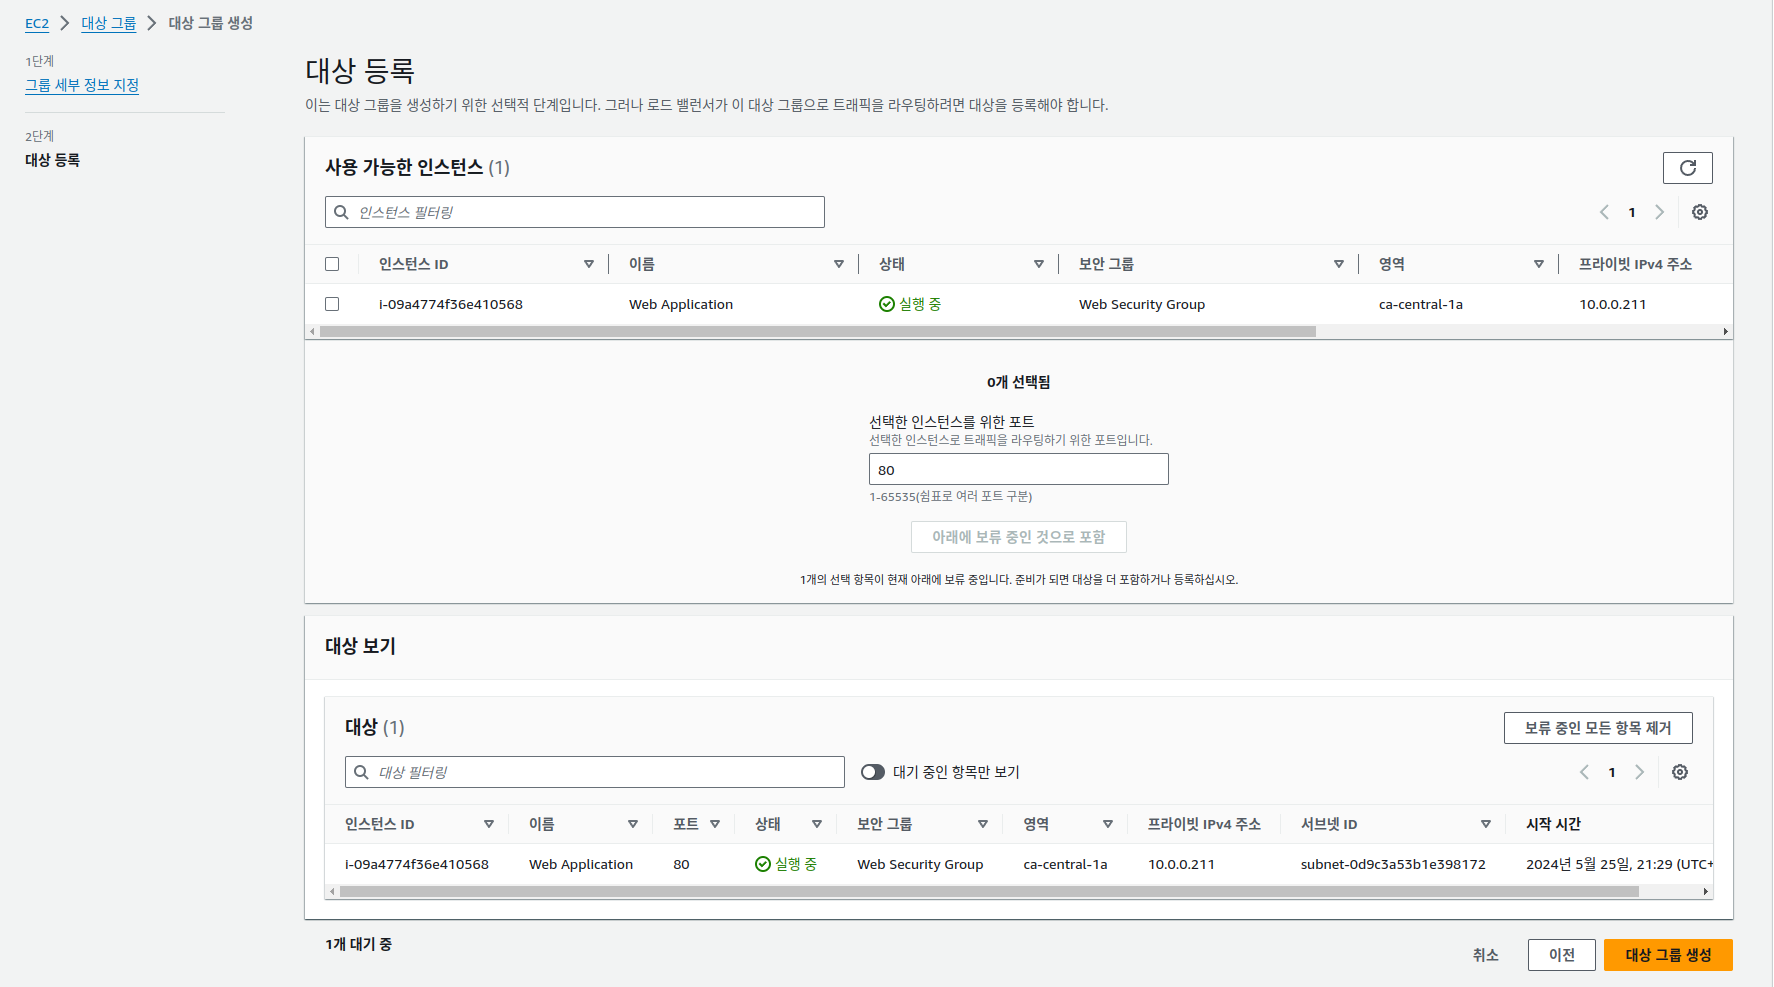 EC2 > 대상 그룹 > 대상 그룹 생성
1단계
그룹 세부 정보 지정
2단계
대상 등록
대상 등록
이는 대상 그룹을 생성하기 위한 선택적 단계입니다. 그러나 로드 밸런서가 이 대상 그룹으로 트래픽을 라우팅하려면 대상을 등록해야 합니다.
사용 가능한 인스턴스 (1)
인스턴스 필터링
1
인스턴스 ID 이름 상태 보안 그룹 영역 프라이빗 IPv4 주소
i-09a4774f36e410568 Web Application 실행 중 Web Security Group ca-central-1a 10.0.0.211
0개 선택됨
선택한 인스턴스를 위한 포트
선택한 인스턴스로 트래픽을 라우팅하기 위한 포트입니다.
80
1-65535(쉼표로 여러 포트 구분)
아래에 보류 중인 것으로 포함
1개의 선택 항목이 현재 아래에 보류 중입니다. 준비가 되면 대상을 더 포함하거나 등록하십시오.
대상 보기
대상 (1)
보류 중인 모든 항목 제거
대상 필터링
대기 중인 항목만 보기
1
인스턴스 ID 이름 포트 상태 보안 그룹 영역 프라이빗 IPv4 주소 서브넷 ID 시작 시간
i-09a4774f36e410568 Web Application 80 실행 중 Web Security Group ca-central-1a 10.0.0.211 subnet-0d9c3a53b1e398172 2024년 5월 25일, 21:29 (UTC+
1개 대기 중
취소 이전 대상 그룹 생성